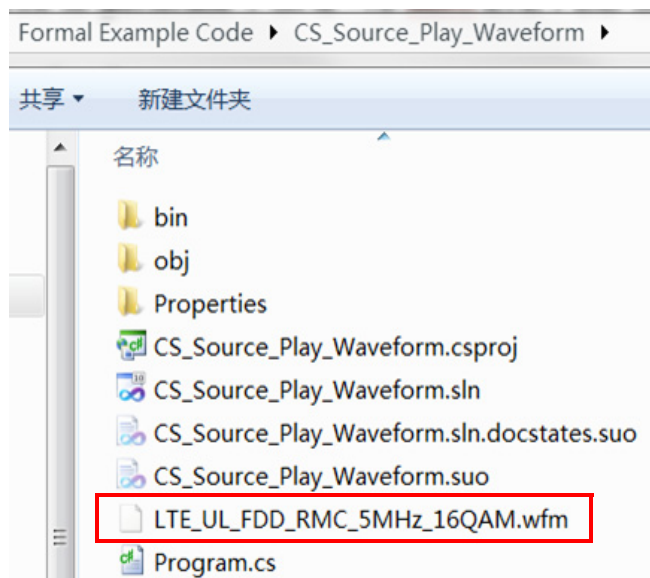 Formal Example Code ▸ CS_Source_Play_Waveform ▸
共享 新建文件夹
名称
bin
obj
Properties
CS_Source_Play_Waveform.csproj
CS_Source_Play_Waveform.sln
CS_Source_Play_Waveform.sln.docstates.suo
CS_Source_Play_Waveform.suo
LTE_UL_FDD_RMC_5MHz_16QAM.wfm
Program.cs